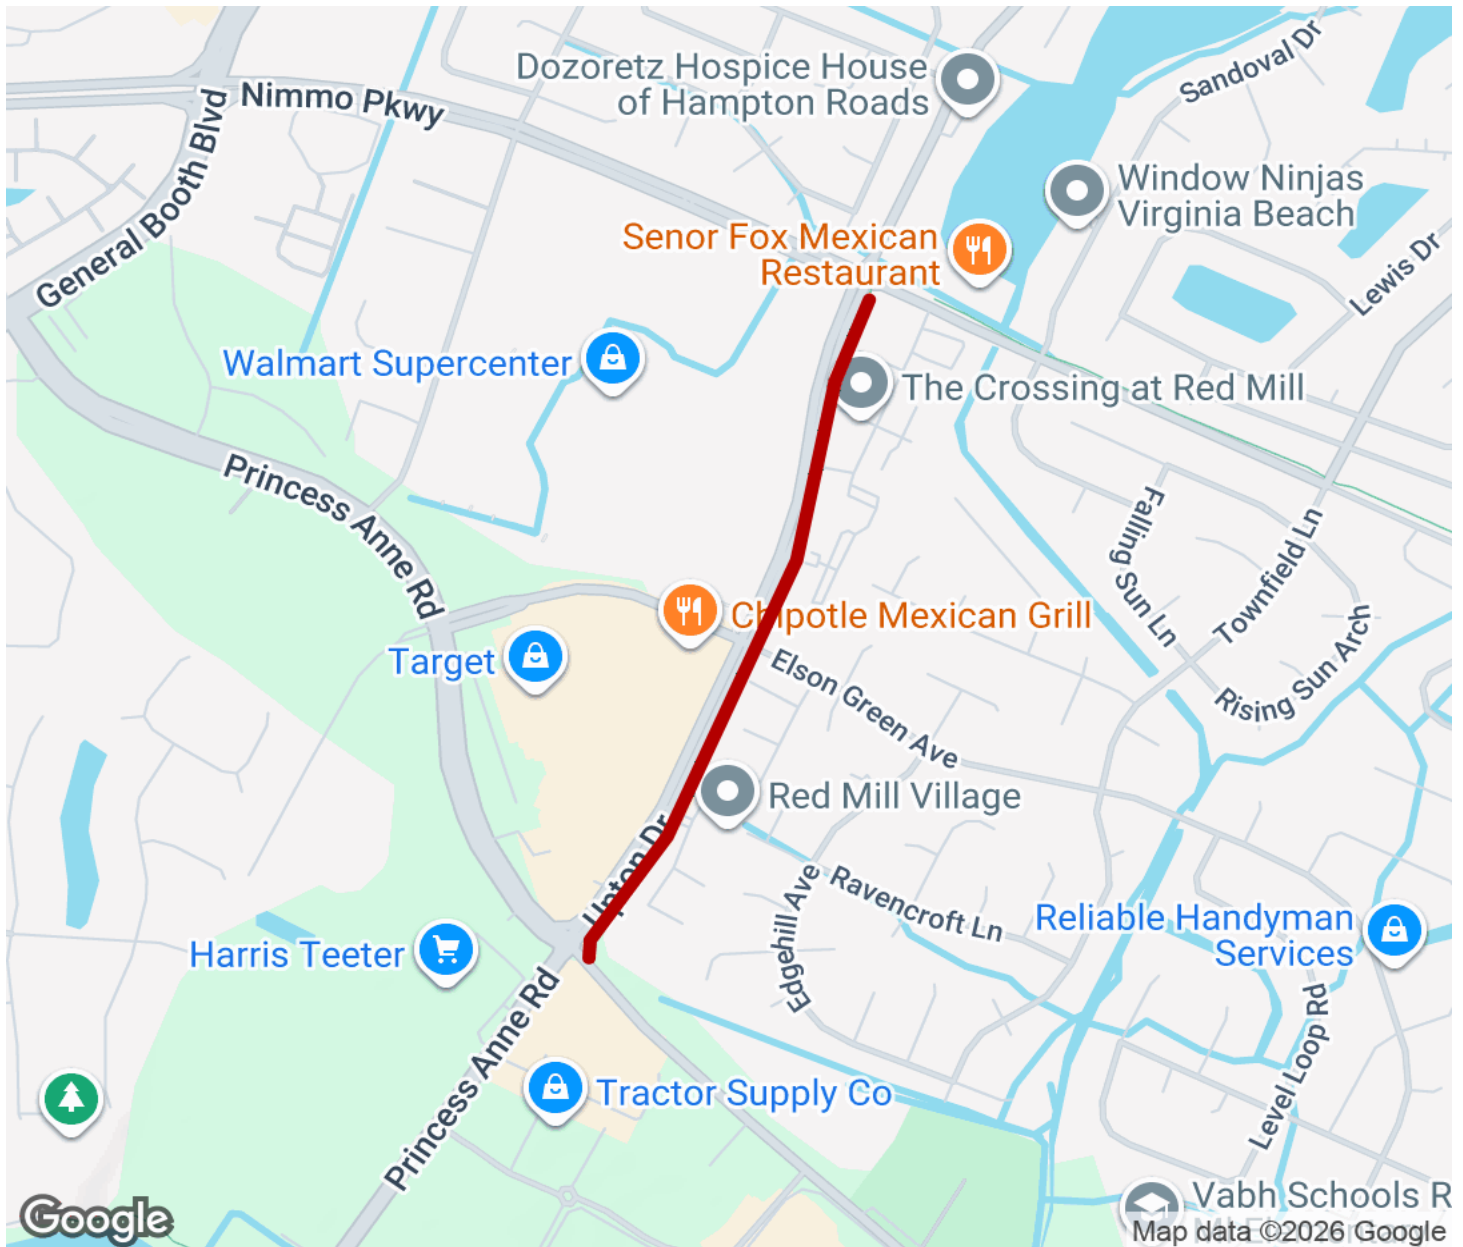 Dozoretz Hospice House
of Hampton Roads
Sandoval Dr
Nimmo Pkwy
General Booth Blvd
Window Ninjas
Virginia Beach
Senor Fox Mexican
Restaurant
Lewis Dr
Walmart Supercenter
The Crossing at Red Mill
Princess Anne Rd
Falling Sun Ln
Townfield Ln
Chipotle Mexican Grill
Target
Elson Green Ave
Rising Sun Arch
Red Mill Village
Upton Dr
Edgehill Ave
Ravencroft Ln
Reliable Handyman
Services
Harris Teeter
Princess Anne Rd
Level Loop Rd
Tractor Supply Co
Vabh Schools R
Google
Map data ©2026 Google